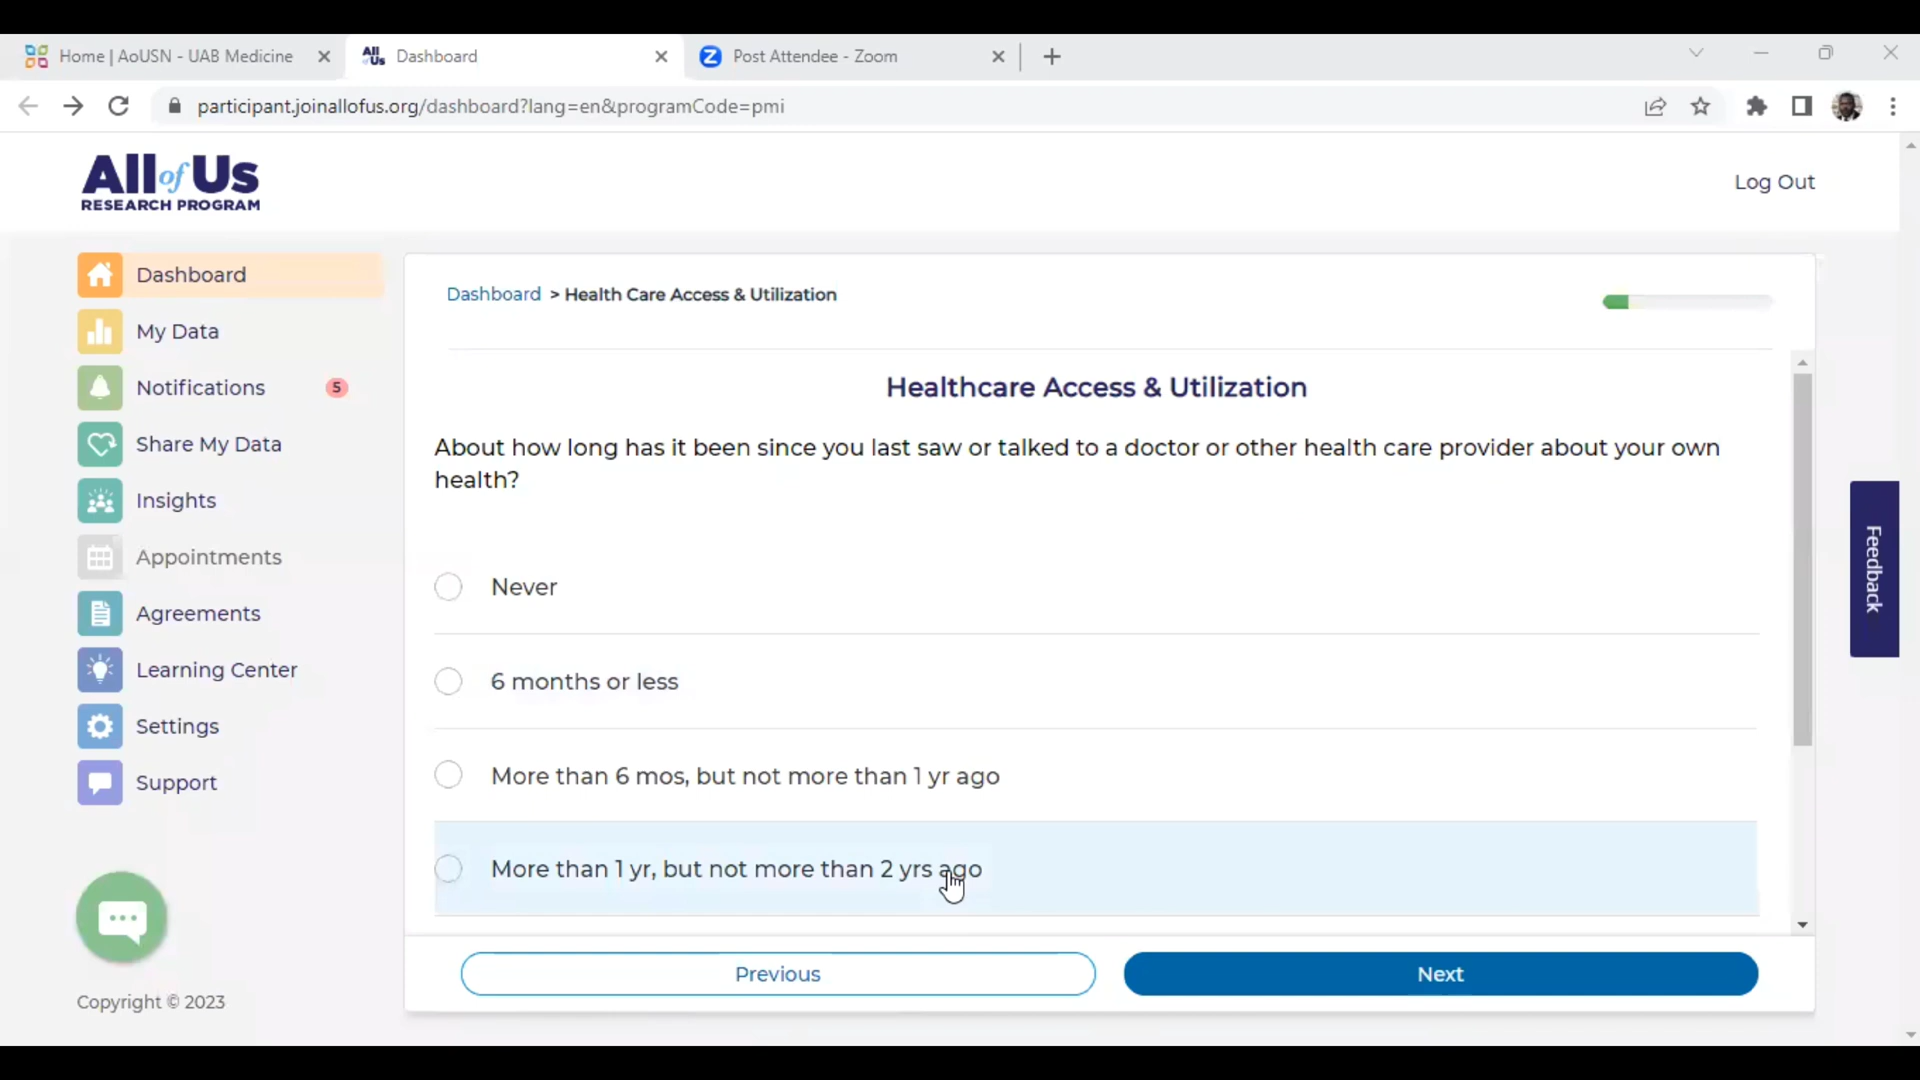 Home | AoUSN - UAB Medicine
All of Us
Dashboard
Z
Post Attendee - Zoom
participant.joinallofus.org/dashboard?lang=en&programCode=pmi
All of Us
RESEARCH PROGRAM
Log Out
Dashboard
My Data
Notifications 5
Share My Data
Insights
Appointments
Agreements
Learning Center
Settings
Support
Copyright © 2023
Dashboard > Health Care Access & Utilization
Healthcare Access & Utilization
About how long has it been since you last saw or talked to a doctor or other health care provider about your own
health?
Never
6 months or less
More than 6 mos, but not more than 1 yr ago
More than 1 yr, but not more than 2 yrs ago
Previous
Next
Feedback